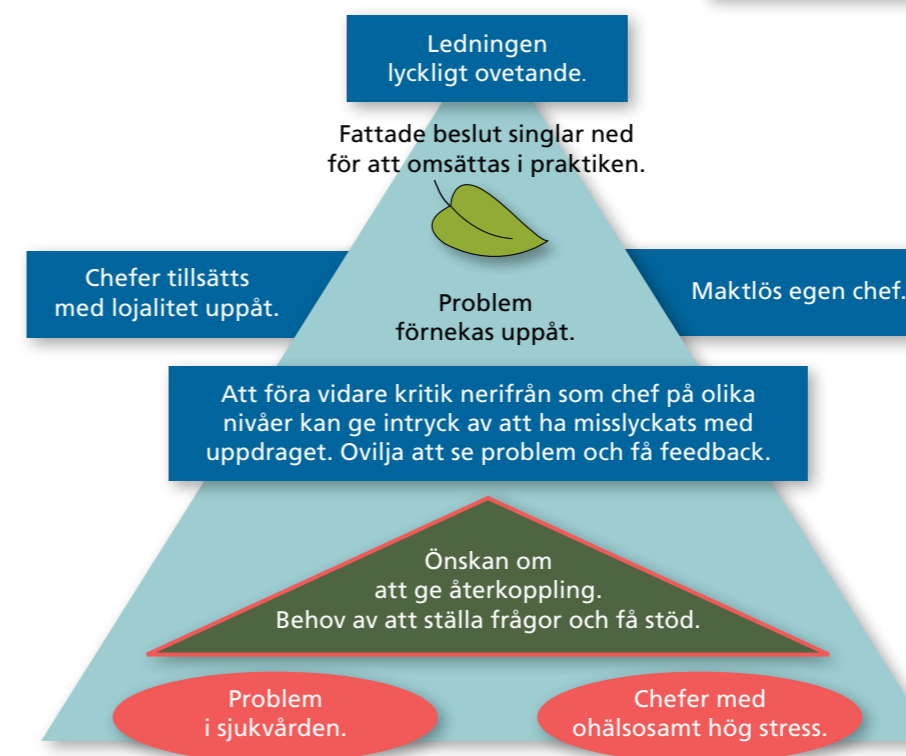 Ledningen
lyckligt ovetande.
Fattade beslut singlar ned
för att omsättas i praktiken.
Chefer tillsätts
med lojalitet uppåt.
Problem
förnekas uppåt.
Maktlös egen chef.
Att föra vidare kritik nerifrån som chef på olika
nivåer kan ge intryck av att ha misslyckats med
uppdraget. Ovilja att se problem och få feedback.
Önskan om
att ge återkoppling.
Behov av att ställa frågor och få stöd.
Problem
i sjukvården.
Chefer med
ohälsosamt hög stress.